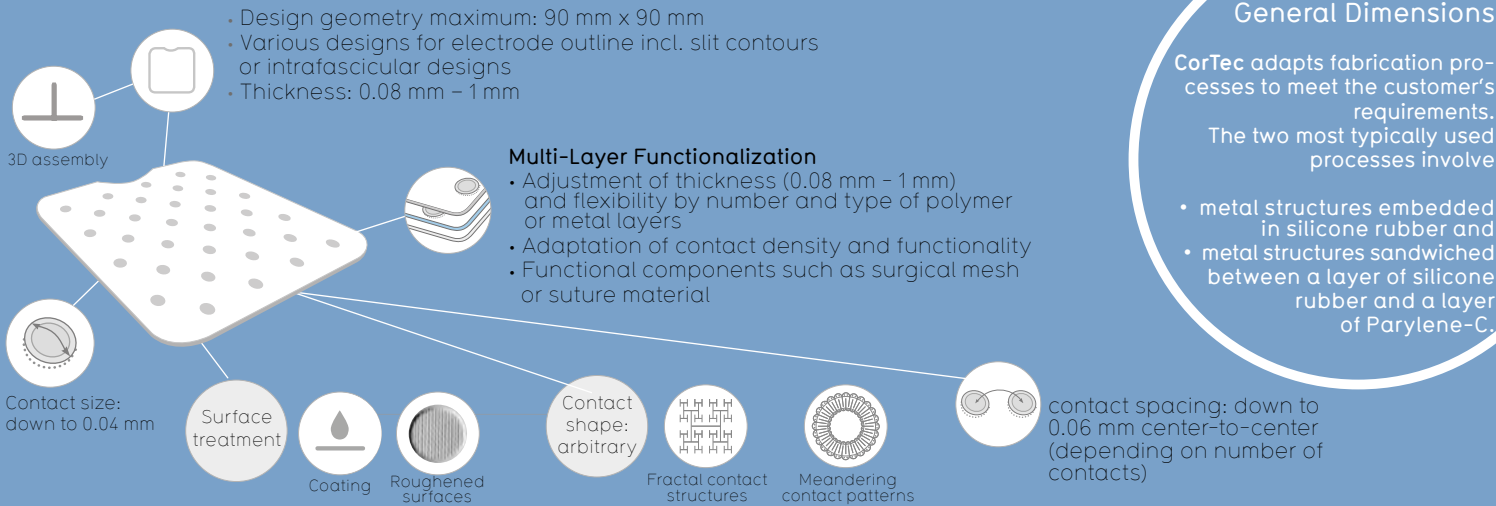 • Design geometry maximum: 90 mm x 90 mm
• Various designs for electrode outline incl. slit contours
or intrafascicular designs
• Thickness: 0.08 mm – 1 mm
3D assembly
Multi-Layer Functionalization
• Adjustment of thickness (0.08 mm – 1 mm)
and flexibility by number and type of polymer
or metal layers
• Adaptation of contact density and functionality
• Functional components such as surgical mesh
or suture material
General Dimensions
CorTec adapts fabrication pro-
cesses to meet the customer's
requirements.
The two most typically used
processes involve
• metal structures embedded
in silicone rubber and
• metal structures sandwiched
between a layer of silicone
rubber and a layer
of Parylene-C.
Contact size:
down to 0.04 mm
Surface
treatment
Coating
Roughened
surfaces
Contact
shape:
arbitrary
Fractal contact
structures
Meandering
contact patterns
contact spacing: down to
0.06 mm center-to-center
(depending on number of
contacts)